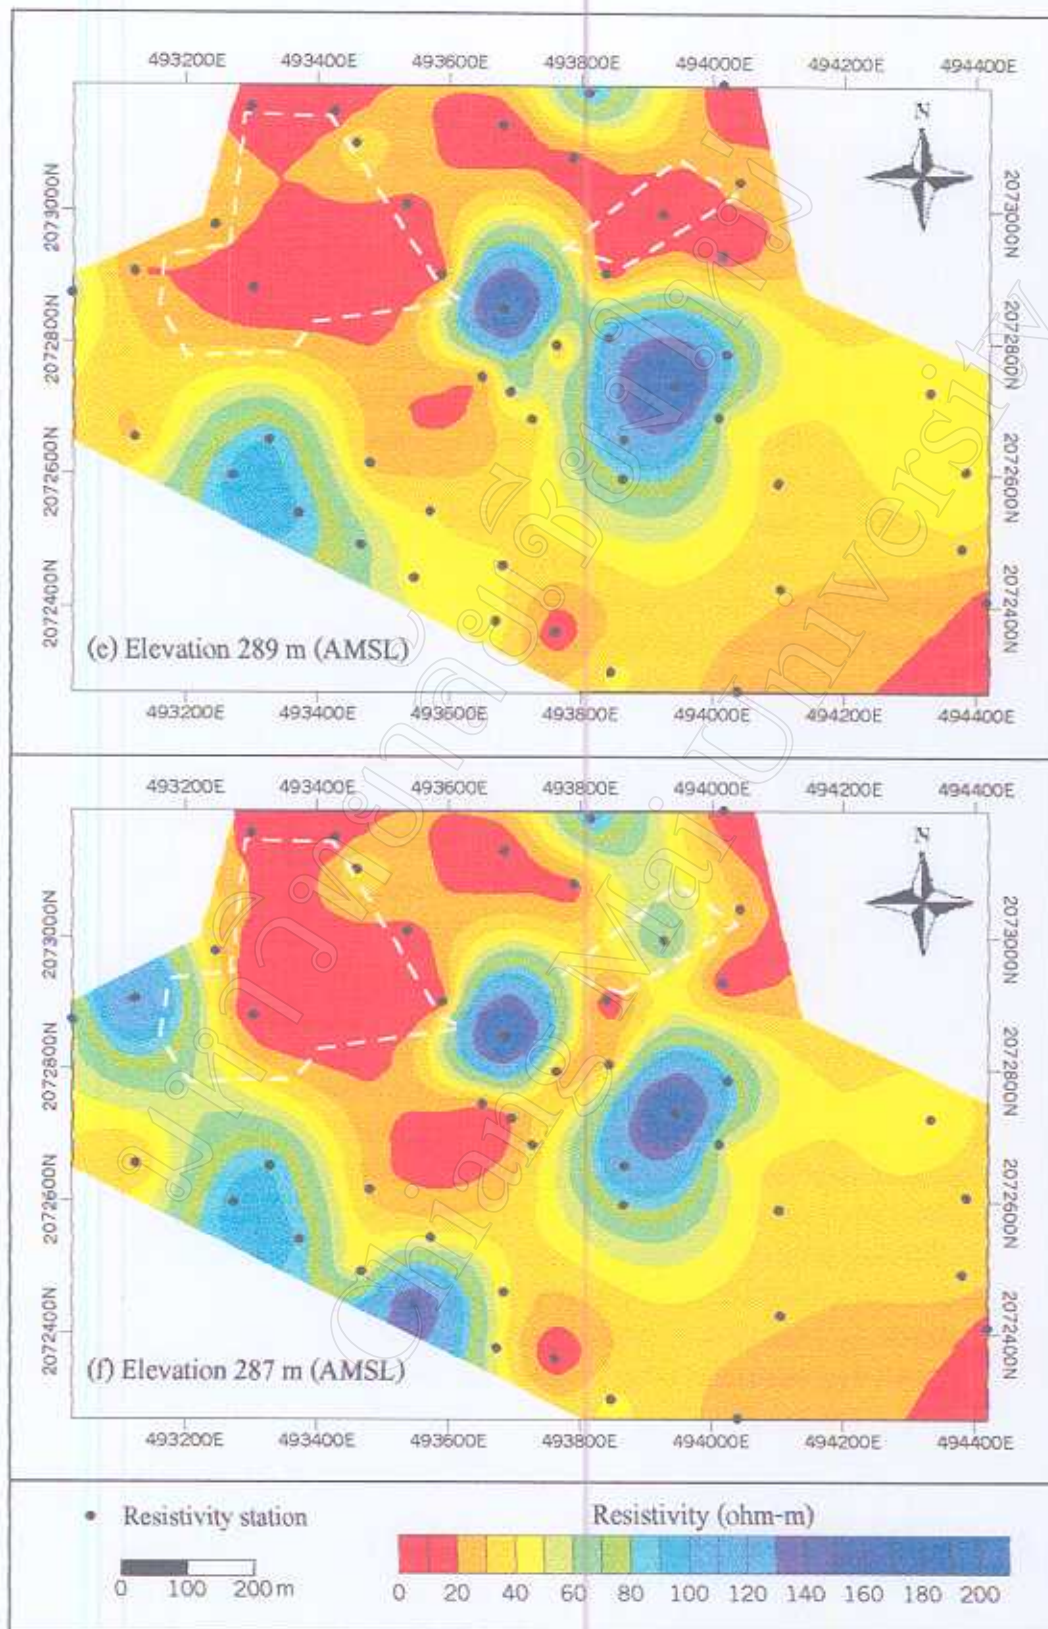 493200E 493400E 493600E 493800E 494000E 494200E 494400E
N
2073000N 2072800N 2072600N 2072400N
2073000N 2072800N 2072600N 2072400N
(e) Elevation 289 m (AMSL)
493200E 493400E 493600E 493800E 494000E 494200E 494400E
493200E 493400E 493600E 493800E 494000E 494200E 494400E
N
2073000N 2072800N 2072600N 2072400N
2073000N 2072800N 2072600N 2072400N
(f) Elevation 287 m (AMSL)
493200E 493400E 493600E 493800E 494000E 494200E 494400E
Resistivity station
Resistivity (ohm-m)
0 100 200 m
0 20 40 60 80 100 120 140 160 180 200
Chiang Mai University